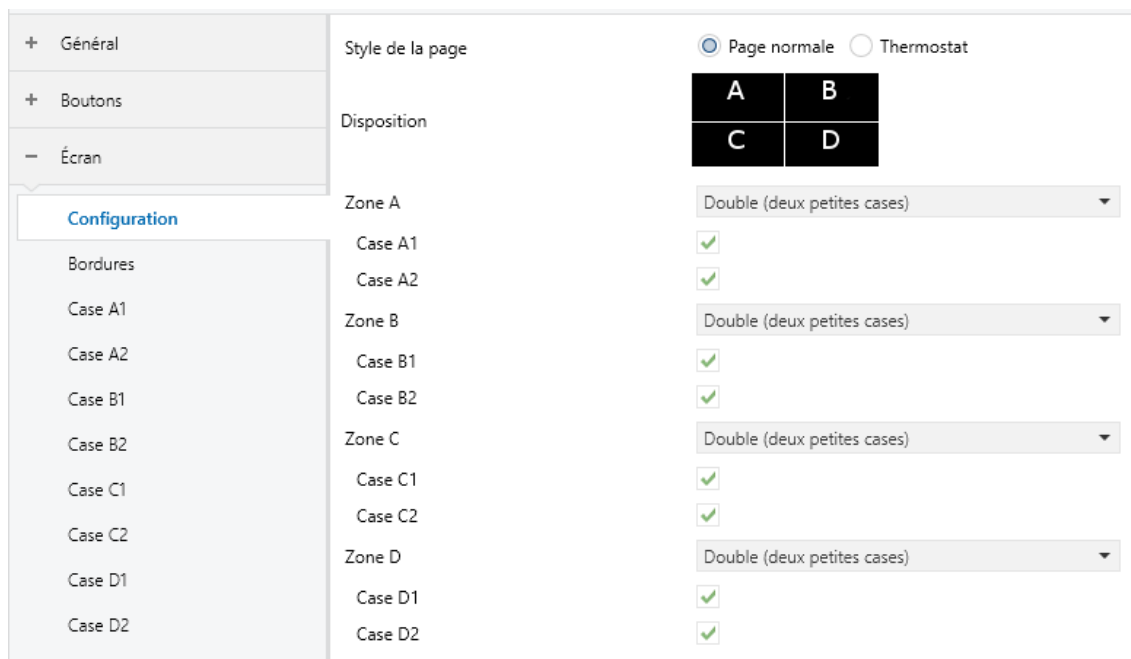 Général
Boutons
Écran
Configuration
Bordures
Case A1
Case A2
Case B1
Case B2
Case C1
Case C2
Case D1
Case D2
Style de la page Page normale Thermostat
Disposition
A B
C D
Zone A Double (deux petites cases)
Case A1
Case A2
Zone B Double (deux petites cases)
Case B1
Case B2
Zone C Double (deux petites cases)
Case C1
Case C2
Zone D Double (deux petites cases)
Case D1
Case D2